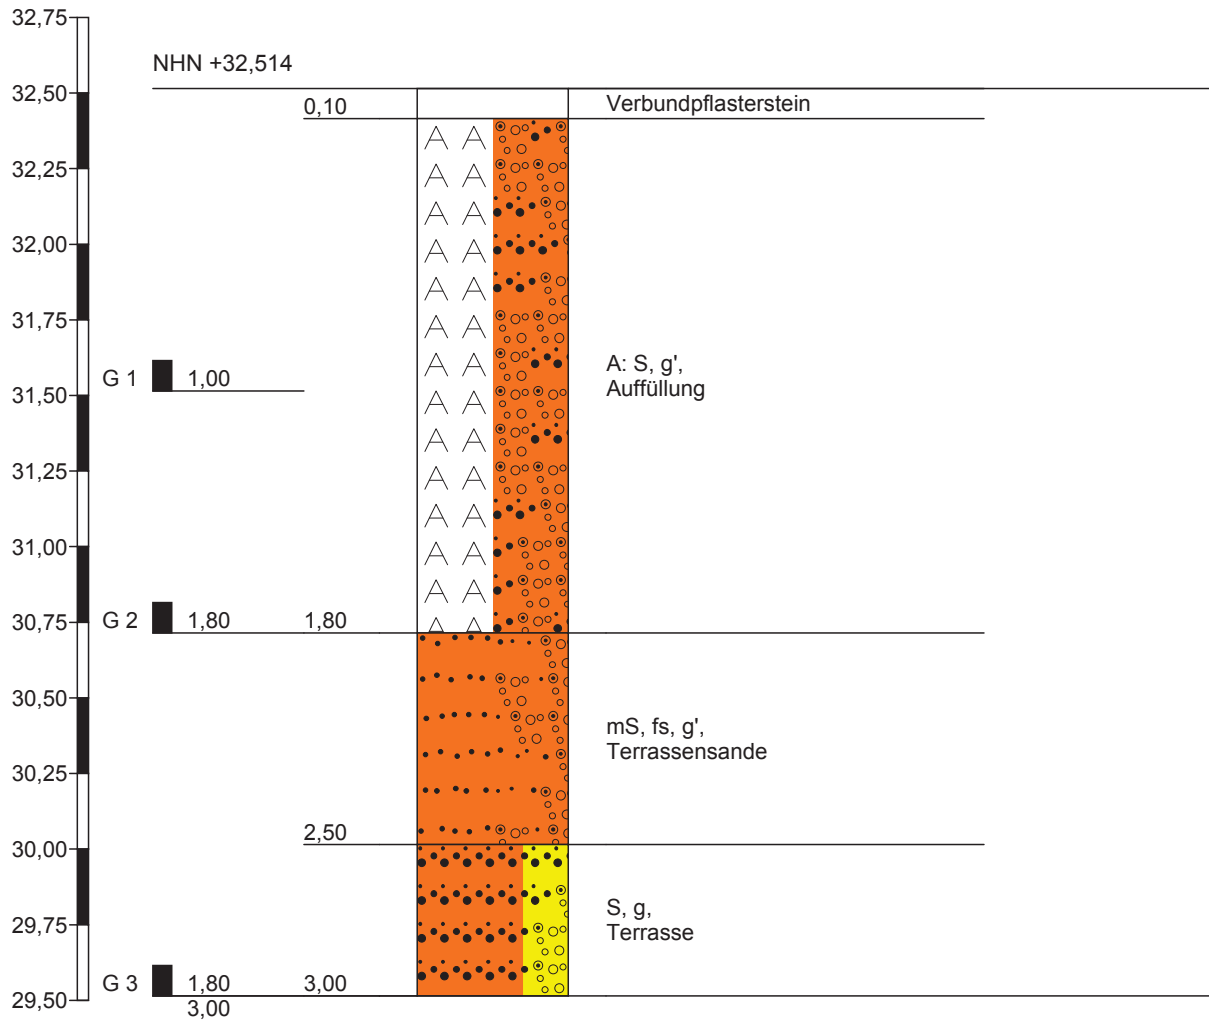 32,75
NHN +32,514
32,50
0,10 Verbundpflasterstein
32,25
32,00
31,75
G 1 1,00
A: S, g',
Auffüllung
31,50
31,25
31,00
30,75
G 2 1,80 1,80
30,50
mS, fs, g',
Terrassensande
30,25
2,50
30,00
S, g,
Terrasse
29,75
G 3 1,80 3,00
3,00
29,50
A A
A A
A A
A A
A A
A A
A A
A A
A A
A A
A A
A A
A A
A A